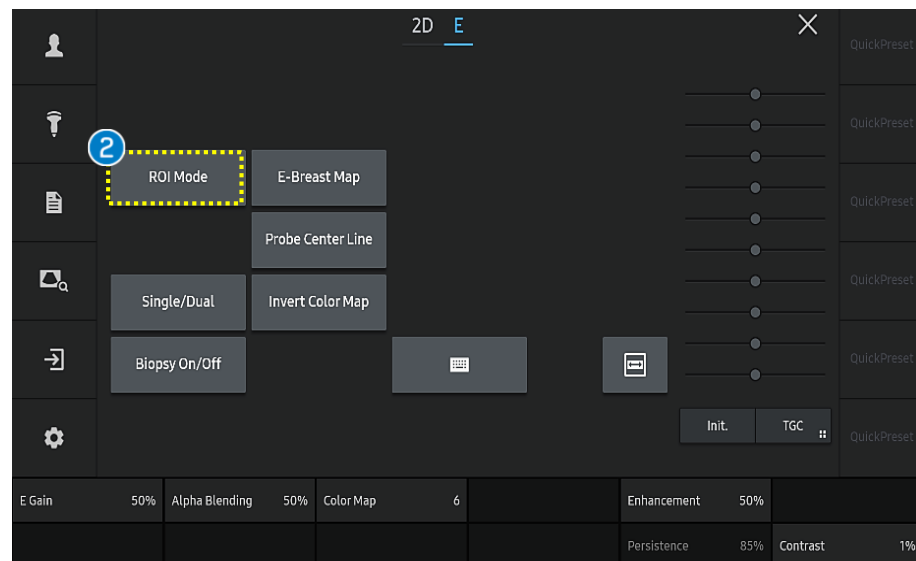 2D E
QuickPreset
QuickPreset
2
ROI Mode E-Breast Map
QuickPreset
Probe Center Line
Single/Dual Invert Color Map
QuickPreset
Biopsy On/Off
QuickPreset
Init. TGC
QuickPreset
E Gain 50% Alpha Blending 50% Color Map 6 Enhancement 50%
Persistence 85% Contrast 1%